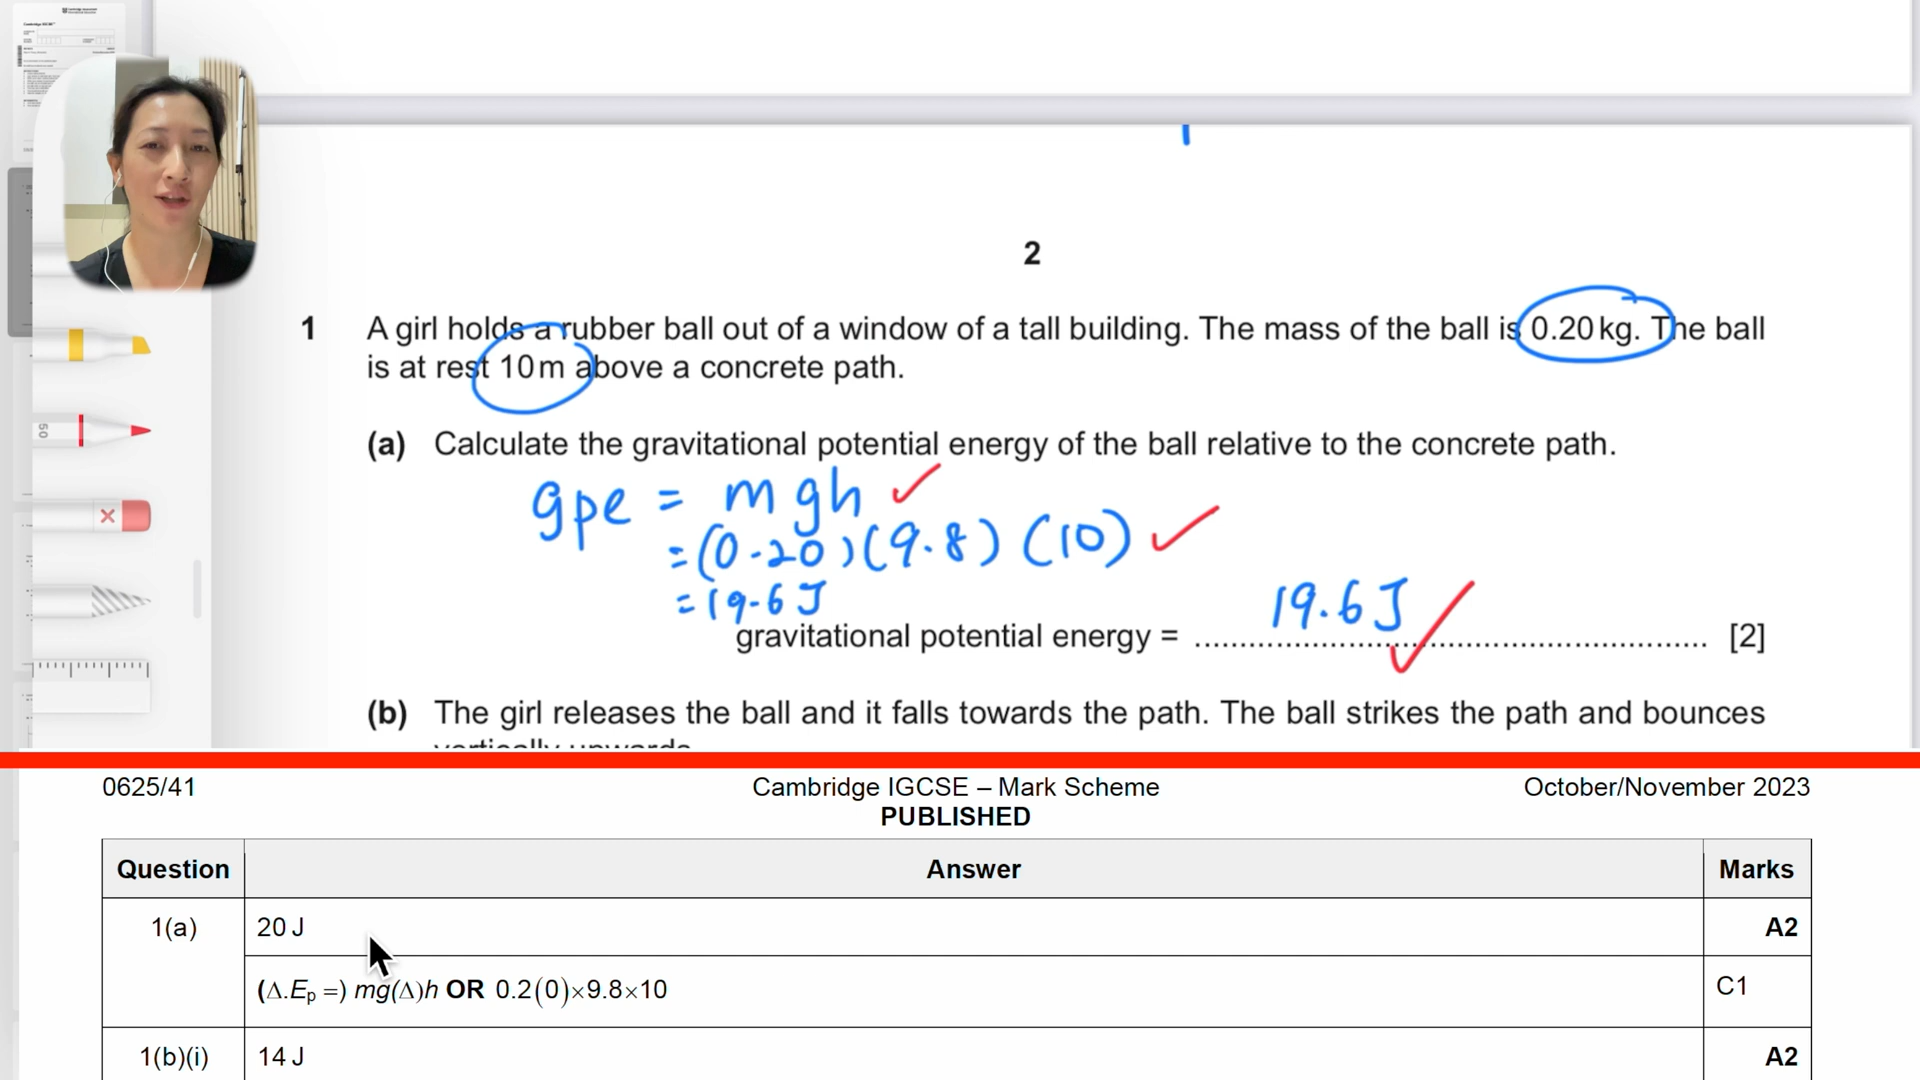 2
1 A girl holds a rubber ball out of a window of a tall building. The mass of the ball is 0.20 kg. The ball
is at rest 10 m above a concrete path.
(a) Calculate the gravitational potential energy of the ball relative to the concrete path.
gpe = mgh
= (0.20)(9.8)(10)
= 19.6 J
19.6 J
gravitational potential energy = .......................................................... [2]
(b) The girl releases the ball and it falls towards the path. The ball strikes the path and bounces
vertically upwards.
50
0625/41 Cambridge IGCSE – Mark Scheme October/November 2023
PUBLISHED
Question Answer Marks
1(a) 20 J A2
(Δ.Eₚ =) mg(Δ)h OR 0.2(0)×9.8×10 C1
1(b)(i) 14 J A2